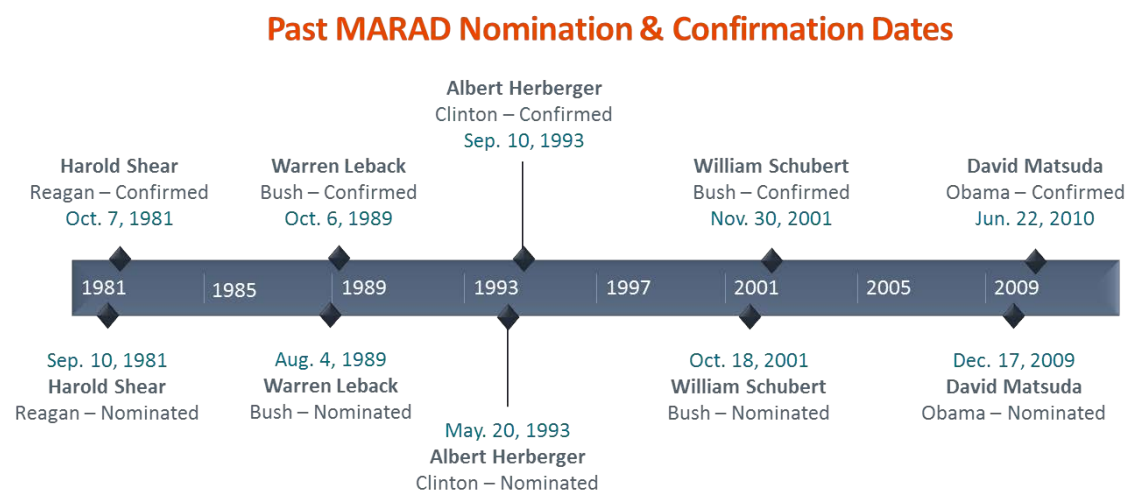 Past MARAD Nomination & Confirmation Dates
Albert Herberger
Clinton – Confirmed
Sep. 10, 1993
Harold Shear
Reagan – Confirmed
Oct. 7, 1981
Warren Leback
Bush – Confirmed
Oct. 6, 1989
William Schubert
Bush – Confirmed
Nov. 30, 2001
David Matsuda
Obama – Confirmed
Jun. 22, 2010
1981 1985 1989 1993 1997 2001 2005 2009
Sep. 10, 1981
Harold Shear
Reagan – Nominated
Aug. 4, 1989
Warren Leback
Bush – Nominated
May. 20, 1993
Albert Herberger
Clinton – Nominated
Oct. 18, 2001
William Schubert
Bush – Nominated
Dec. 17, 2009
David Matsuda
Obama – Nominated